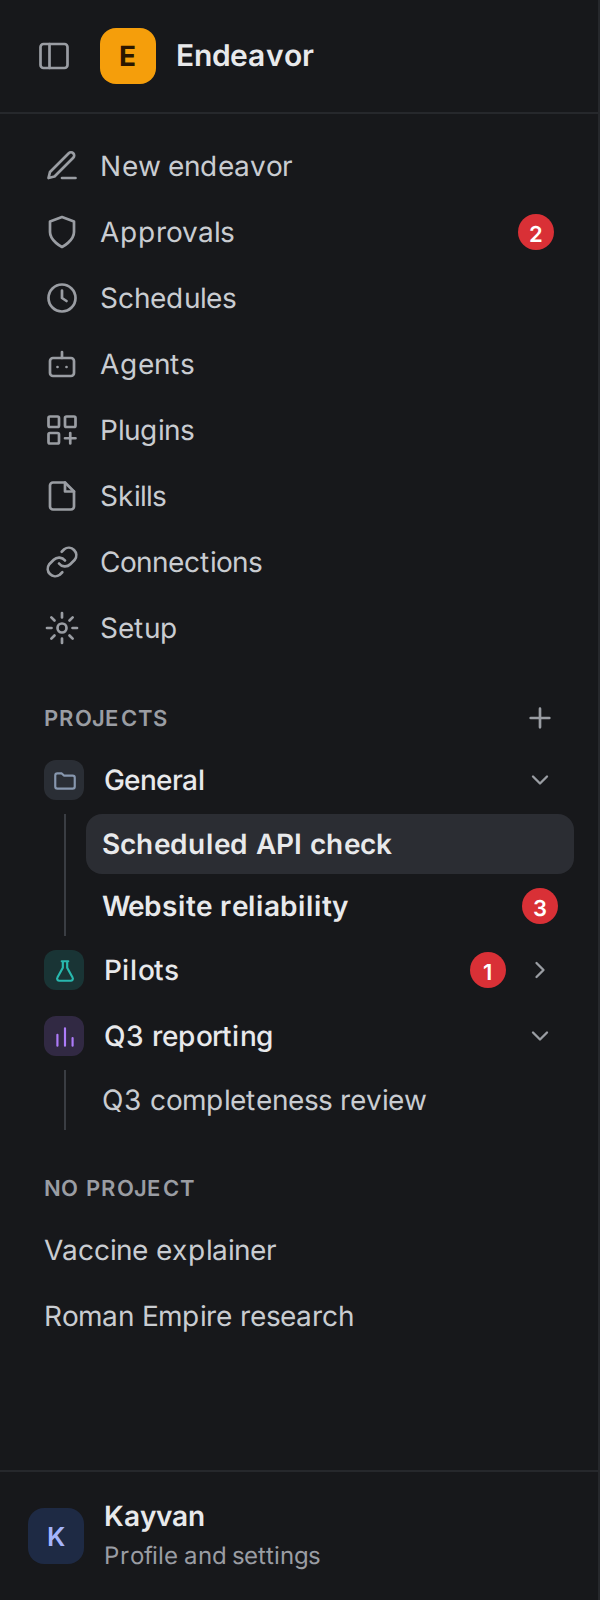 E Endeavor
New endeavor
Approvals 2
Schedules
Agents
Plugins
Skills
Connections
Setup
PROJECTS
General
Scheduled API check
Website reliability 3
Pilots 1
Q3 reporting
Q3 completeness review
NO PROJECT
Vaccine explainer
Roman Empire research
K Kayvan
Profile and settings